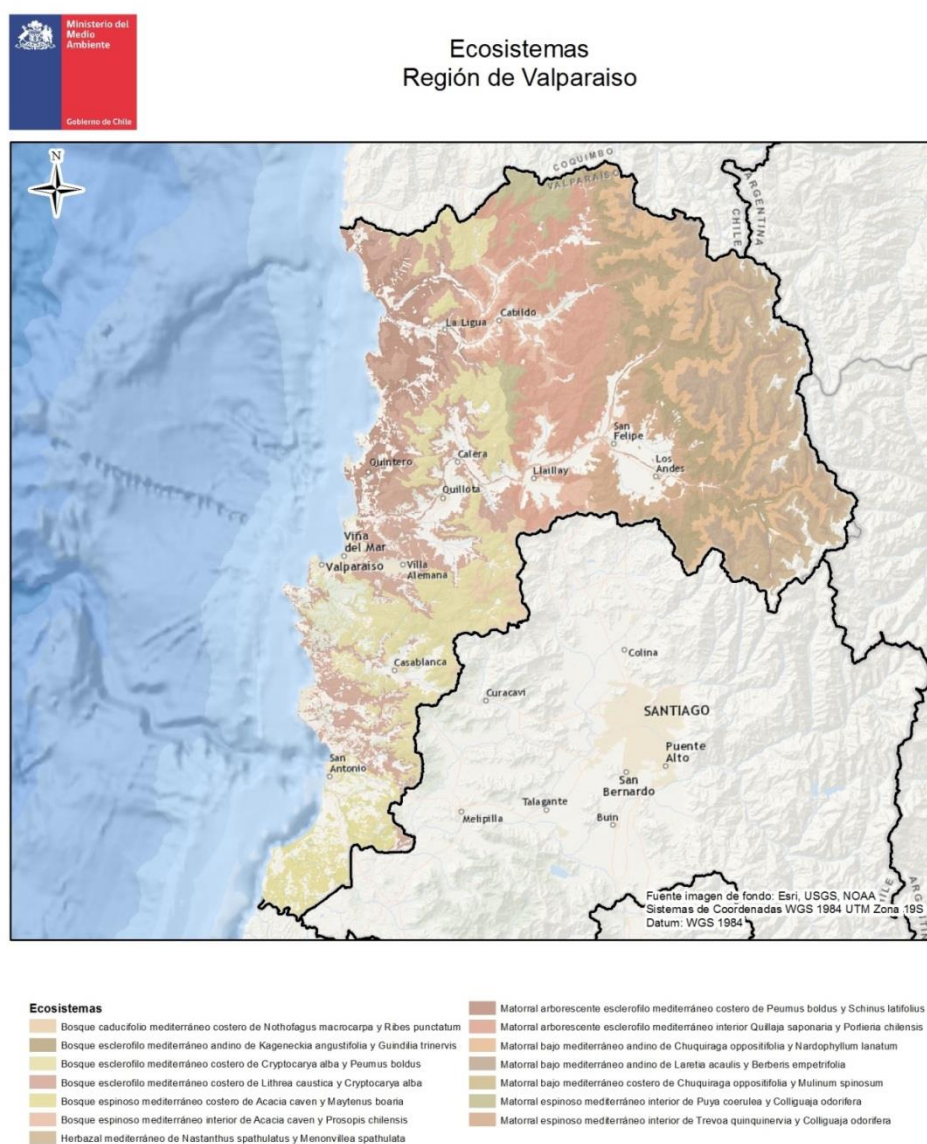 Ministerio del
Medio
Ambiente
Gobierno de Chile
Ecosistemas
Región de Valparaiso
N
COQUIMBO
VALPARAÍSO
CHILE
ARGENTINA
La Ligua
Cabildo
San
Felipe
Los
Andes
Quintero
Calera
Llaillay
Quillota
Viña
del Mar
Valparaíso
Villa
Alemana
Casablanca
Colina
Curacaví
SANTIAGO
Puente
Alto
San
Antonio
San
Bernardo
Talagante
Melipilla
Buin
CHILE
Fuente imagen de fondo: Esri, USGS, NOAA
Sistemas de Coordenadas WGS 1984 UTM Zona 19S
Datum: WGS 1984
Ecosistemas
Bosque caducifolio mediterráneo costero de Nothofagus macrocarpa y Ribes punctatum
Bosque esclerofilo mediterráneo andino de Kageneckia angustifolia y Guindilia trinervis
Bosque esclerofilo mediterráneo costero de Cryptocarya alba y Peumus boldus
Bosque esclerofilo mediterráneo costero de Lithrea caustica y Cryptocarya alba
Bosque espinoso mediterráneo costero de Acacia caven y Maytenus boaria
Bosque espinoso mediterráneo interior de Acacia caven y Prosopis chilensis
Herbazal mediterráneo de Nastanthus spathulatus y Menonvillea spathulata
Matorral arborescente esclerofilo mediterráneo costero de Peumus boldus y Schinus latifolius
Matorral arborescente esclerofilo mediterráneo interior Quillaja saponaria y Porlieria chilensis
Matorral bajo mediterráneo andino de Chuquiraga oppositifolia y Nardophyllum lanatum
Matorral bajo mediterráneo andino de Laretia acaulis y Berberis empetrifolia
Matorral bajo mediterráneo costero de Chuquiraga oppositifolia y Mulinum spinosum
Matorral espinoso mediterráneo interior de Puya coerulea y Colliguaja odorifera
Matorral espinoso mediterráneo interior de Trevoa quinquinervia y Colliguaja odorifera